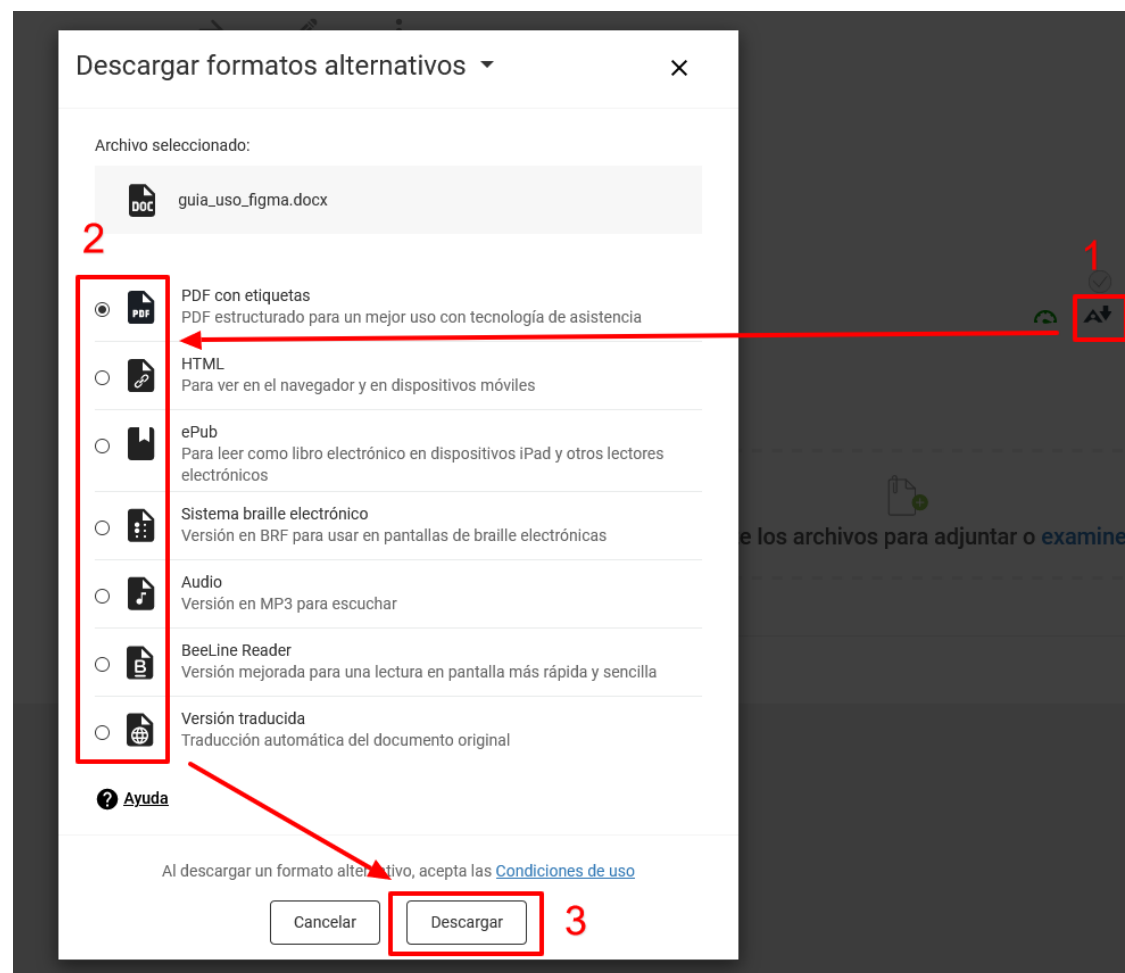 Descargar formatos alternativos
Archivo seleccionado:
DOC
guia_uso_figma.docx
2
1
PDF
PDF con etiquetas
PDF estructurado para un mejor uso con tecnología de asistencia
A
HTML
Para ver en el navegador y en dispositivos móviles
ePub
Para leer como libro electrónico en dispositivos iPad y otros lectores
electrónicos
Sistema braille electrónico
Versión en BRF para usar en pantallas de braille electrónicas
e los archivos para adjuntar o examine
Audio
Versión en MP3 para escuchar
B
BeeLine Reader
Versión mejorada para una lectura en pantalla más rápida y sencilla
Versión traducida
Traducción automática del documento original
? Ayuda
Al descargar un formato alternativo, acepta las Condiciones de uso
Cancelar
Descargar
3